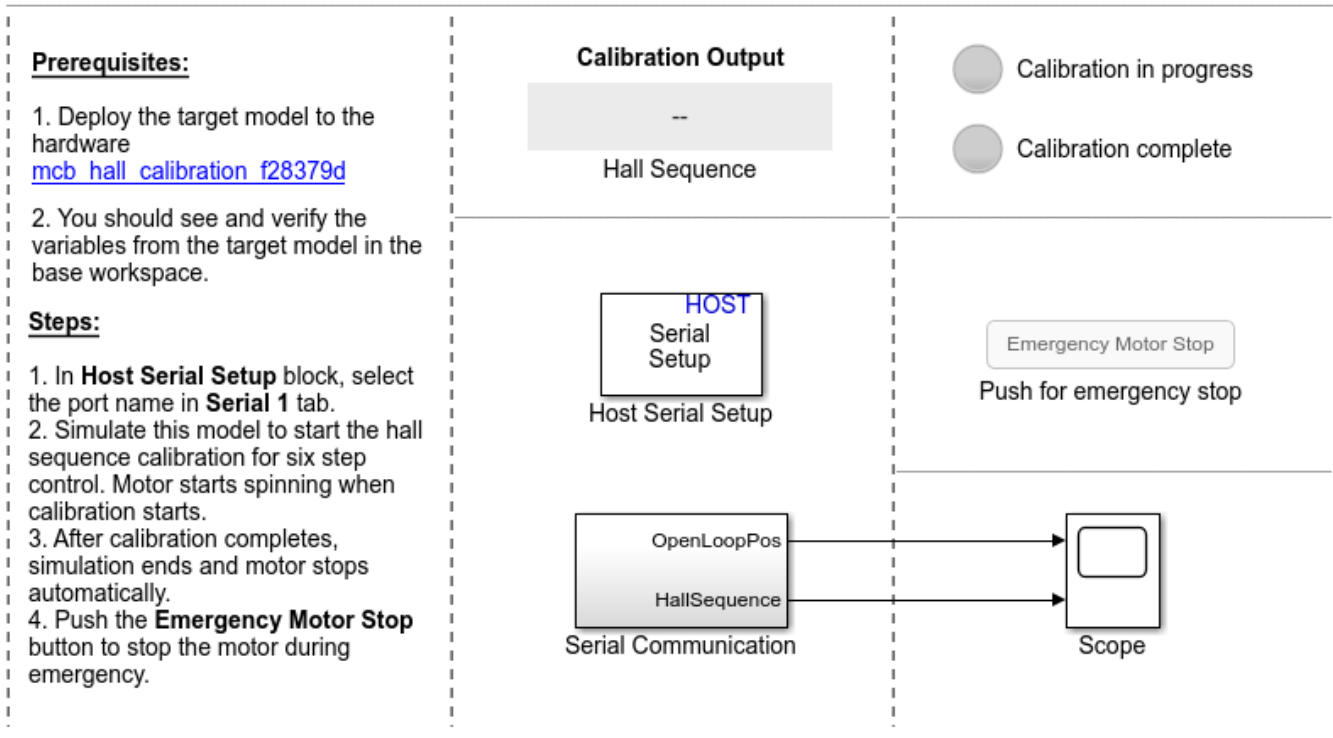 Prerequisites:
1. Deploy the target model to the
hardware
mcb_hall_calibration_f28379d
2. You should see and verify the
variables from the target model in the
base workspace.
Steps:
1. In Host Serial Setup block, select
the port name in Serial 1 tab.
2. Simulate this model to start the hall
sequence calibration for six step
control. Motor starts spinning when
calibration starts.
3. After calibration completes,
simulation ends and motor stops
automatically.
4. Push the Emergency Motor Stop
button to stop the motor during
emergency.
Calibration Output
--
Hall Sequence
HOST
Serial
Setup
Host Serial Setup
OpenLoopPos
HallSequence
Serial Communication
Calibration in progress
Calibration complete
Emergency Motor Stop
Push for emergency stop
Scope